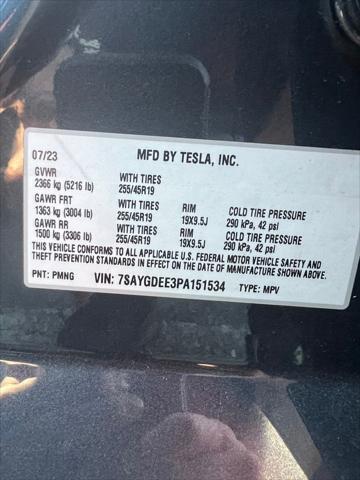 07/23 MFD BY TESLA, INC.
GVWR WITH TIRES
2366 kg (5216 lb) 255/45R19
GAWR FRT WITH TIRES RIM COLD TIRE PRESSURE
1363 kg (3004 lb) 255/45R19 19X9.5J 290 kPa, 42 psi
GAWR RR WITH TIRES RIM COLD TIRE PRESSURE
1500 kg (3306 lb) 255/45R19 19X9.5J 290 kPa, 42 psi
THIS VEHICLE CONFORMS TO ALL APPLICABLE U.S. FEDERAL MOTOR VEHICLE SAFETY AND
THEFT PREVENTION STANDARDS IN EFFECT ON THE DATE OF MANUFACTURE SHOWN ABOVE.
PNT: PMNG VIN: 7SAYGDEE3PA151534 TYPE: MPV